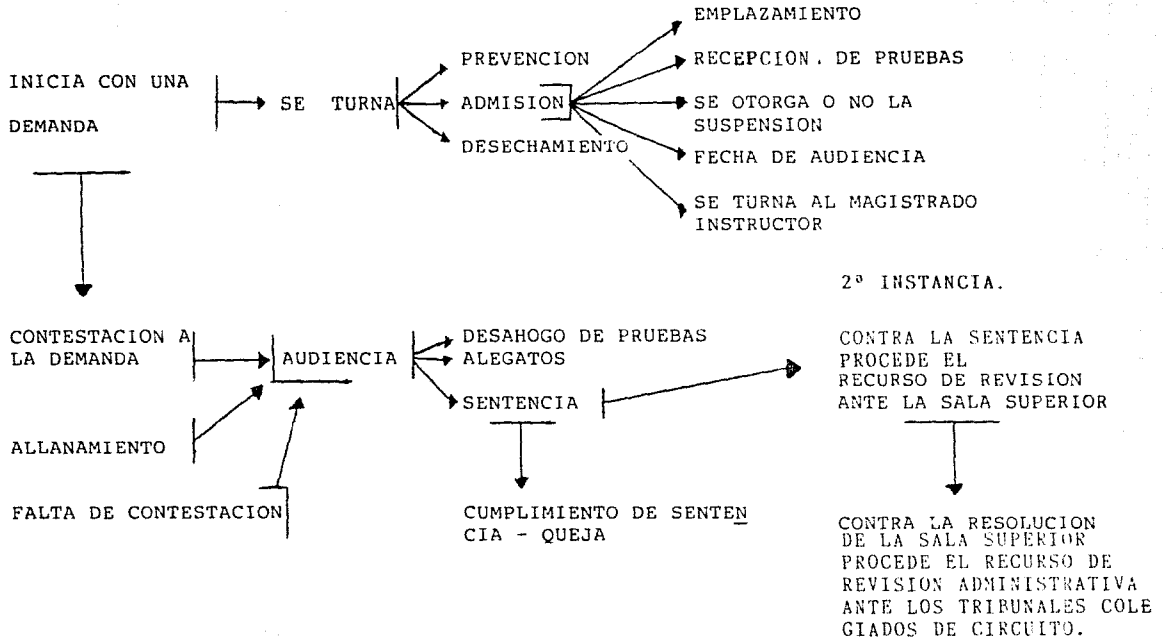 INICIA CON UNA
DEMANDA
SE TURNA
PREVENCION
ADMISION
DESECHAMIENTO
EMPLAZAMIENTO
RECEPCION. DE PRUEBAS
SE OTORGA O NO LA
SUSPENSION
FECHA DE AUDIENCIA
SE TURNA AL MAGISTRADO
INSTRUCTOR
CONTESTACION A
LA DEMANDA
ALLANAMIENTO
FALTA DE CONTESTACION
AUDIENCIA
DESAHOGO DE PRUEBAS
ALEGATOS
SENTENCIA
CUMPLIMIENTO DE SENTEN
CIA - QUEJA
2ª INSTANCIA.
CONTRA LA SENTENCIA
PROCEDE EL
RECURSO DE REVISION
ANTE LA SALA SUPERIOR
CONTRA LA RESOLUCION
DE LA SALA SUPERIOR
PROCEDE EL RECURSO DE
REVISION ADMINISTRATIVA
ANTE LOS TRIBUNALES COLE
GIADOS DE CIRCUITO.